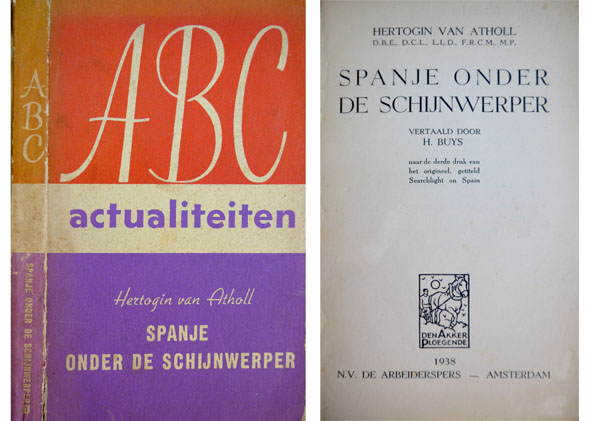 ABC
ABC
actualiteiten
Hertogin van Atholl
SPANJE
ONDER DE SCHIJNWERPER
SPANJE ONDER DE SCHIJNWERPER
HERTOGIN VAN ATHOLL
D.B.E., D.C.L., L.L.D., F.R.C.M., M.P.
SPANJE ONDER
DE SCHIJNWERPER
VERTAALD DOOR
H. BUYS
naar de derde druk van
het origineel, getiteld
Searchlight on Spain
DEN AKKER
PLOEGENDE
1938
N.V. DE ARBEIDERSPERS — AMSTERDAM